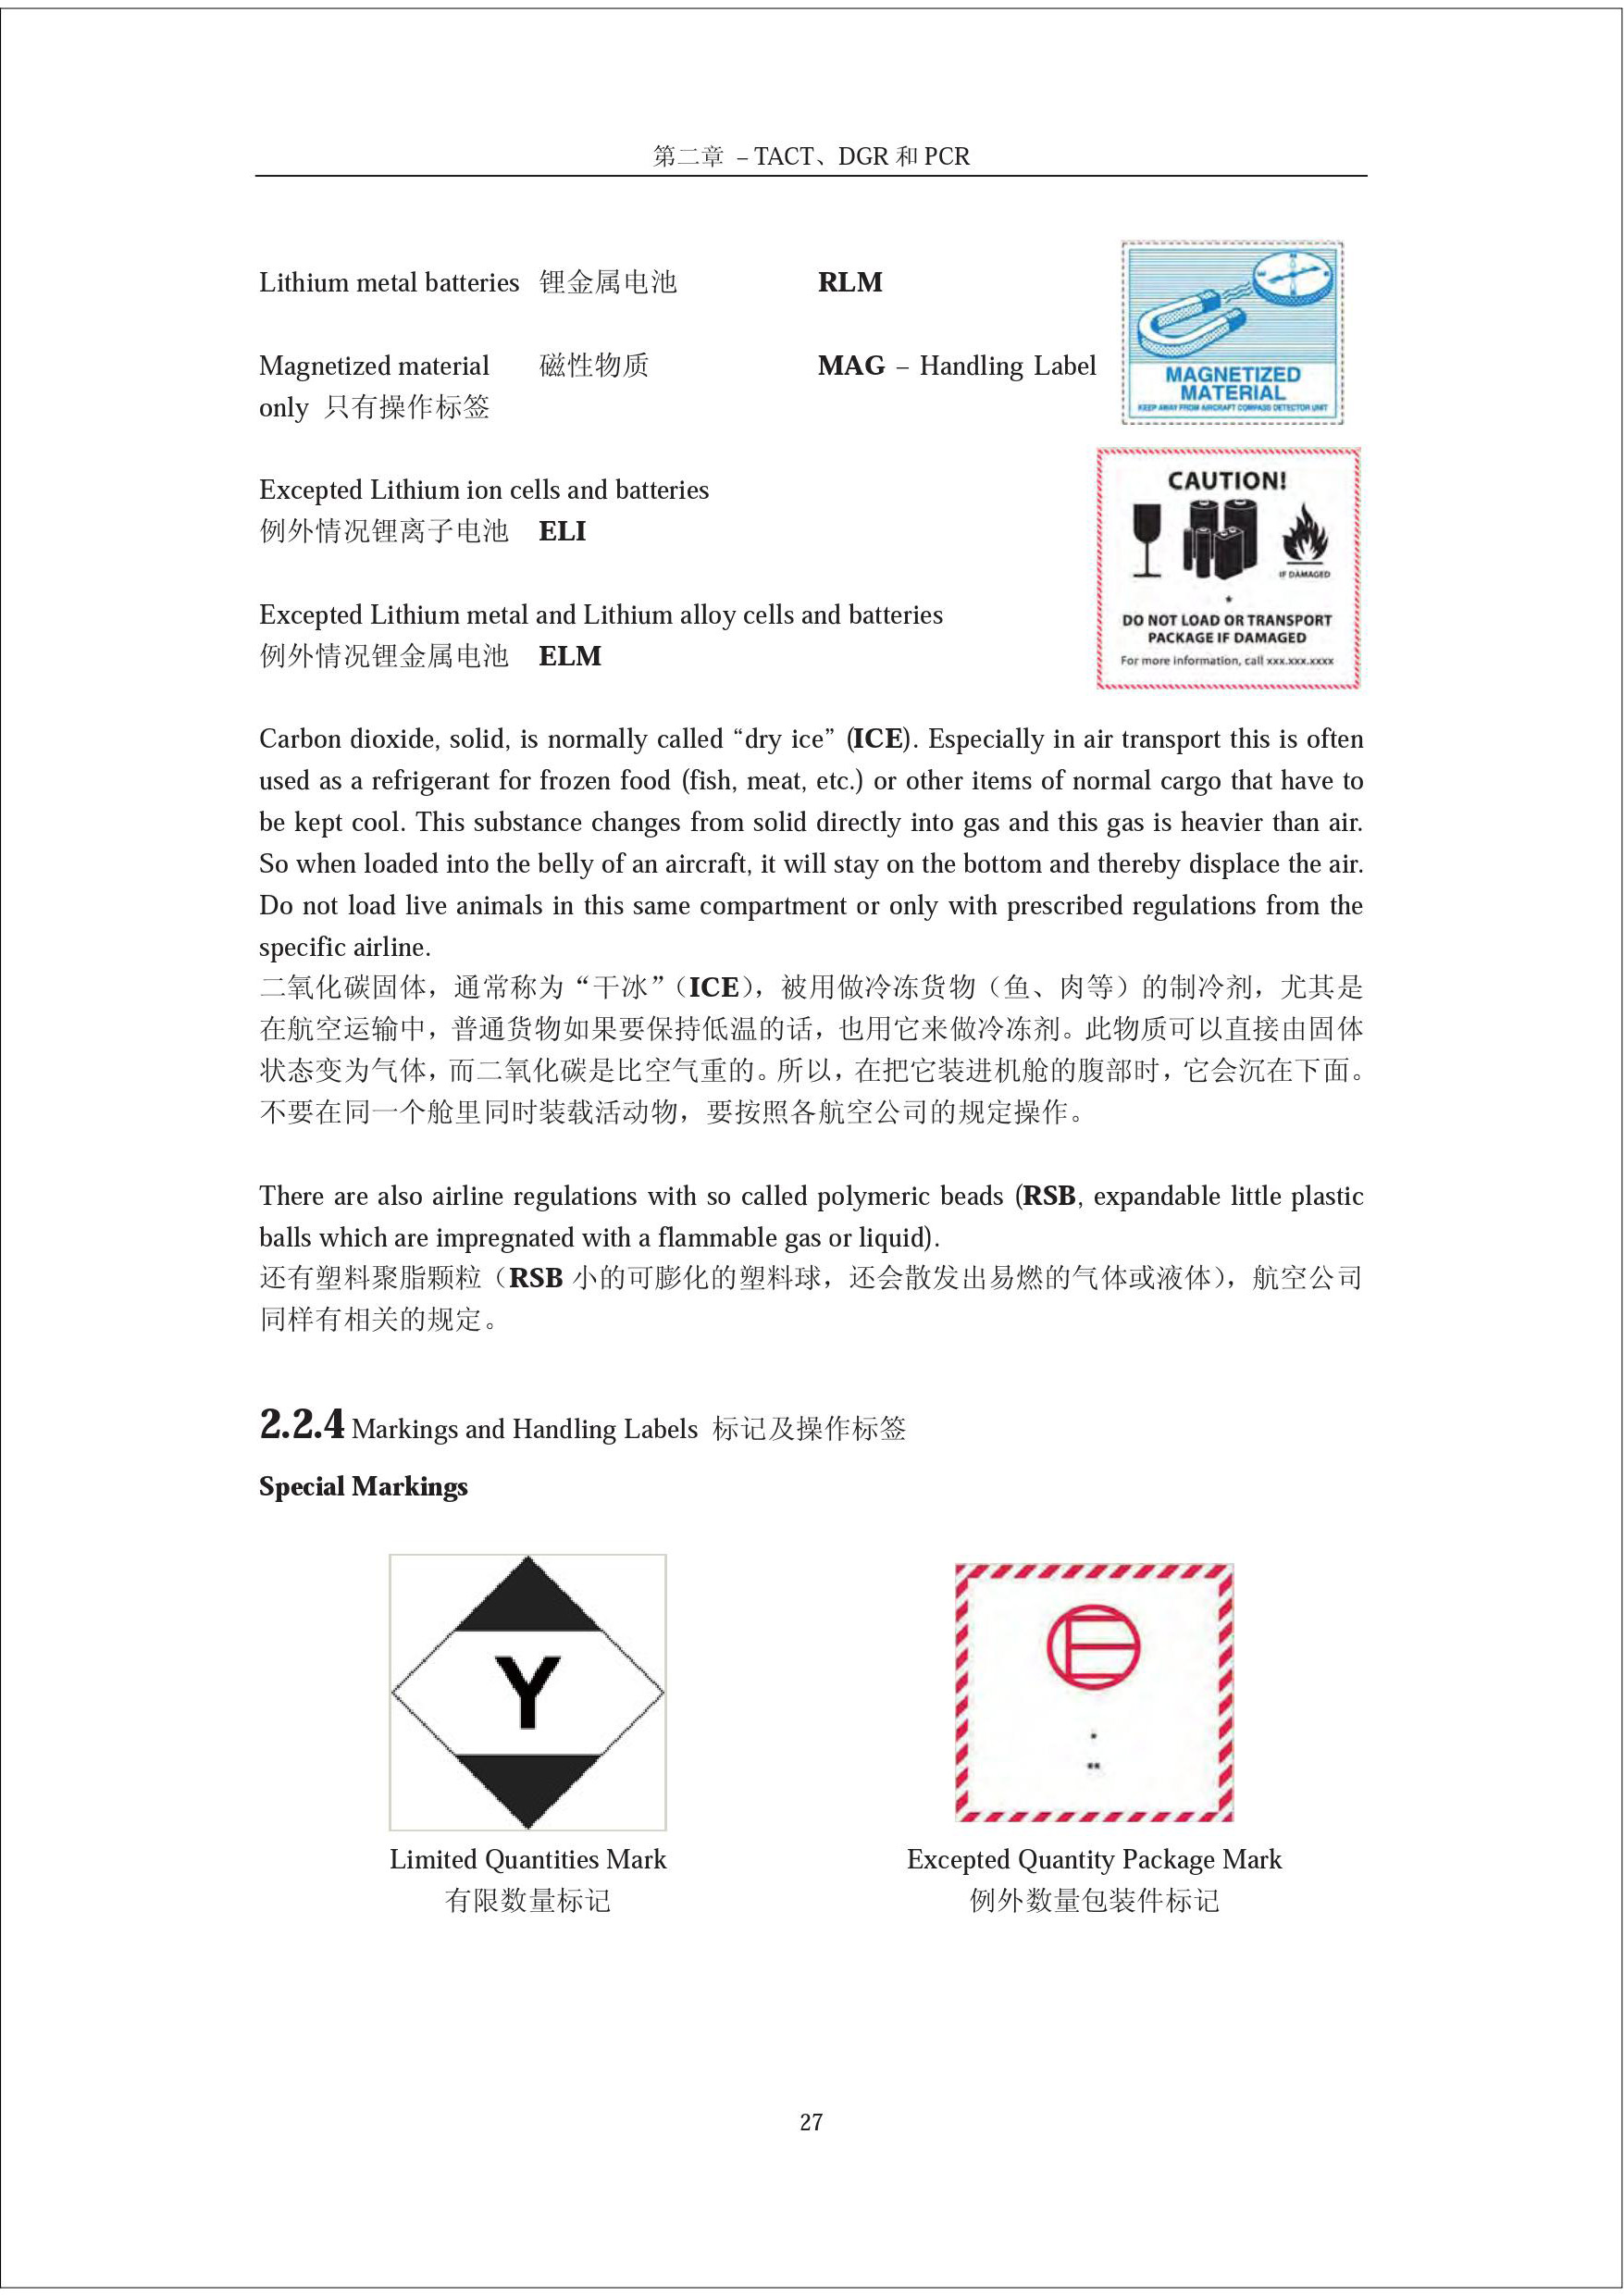 第二章 – TACT、DGR 和 PCR
Lithium metal batteries 锂金属电池 RLM
Magnetized material 磁性物质 MAG – Handling Label
only 只有操作标签
MAGNETIZED
MATERIAL
KEEP AWAY FROM AIRCRAFT COMPASS DETECTOR UNIT
Excepted Lithium ion cells and batteries
例外情况锂离子电池 ELI
Excepted Lithium metal and Lithium alloy cells and batteries
例外情况锂金属电池 ELM
CAUTION!
IF DAMAGED
*
DO NOT LOAD OR TRANSPORT
PACKAGE IF DAMAGED
For more information, call xxx.xxx.xxxx
Carbon dioxide, solid, is normally called “dry ice” (ICE). Especially in air transport this is often
used as a refrigerant for frozen food (fish, meat, etc.) or other items of normal cargo that have to
be kept cool. This substance changes from solid directly into gas and this gas is heavier than air.
So when loaded into the belly of an aircraft, it will stay on the bottom and thereby displace the air.
Do not load live animals in this same compartment or only with prescribed regulations from the
specific airline.
二氧化碳固体，通常称为“干冰”（ICE），被用做冷冻货物（鱼、肉等）的制冷剂，尤其是
在航空运输中，普通货物如果要保持低温的话，也用它来做冷冻剂。此物质可以直接由固体
状态变为气体，而二氧化碳是比空气重的。所以，在把它装进机舱的腹部时，它会沉在下面。
不要在同一个舱里同时装载活动物，要按照各航空公司的规定操作。
There are also airline regulations with so called polymeric beads (RSB, expandable little plastic
balls which are impregnated with a flammable gas or liquid).
还有塑料聚脂颗粒（RSB 小的可膨化的塑料球，还会散发出易燃的气体或液体），航空公司
同样有相关的规定。
2.2.4 Markings and Handling Labels 标记及操作标签
Special Markings
Y
E
*
**
Limited Quantities Mark
有限数量标记
Excepted Quantity Package Mark
例外数量包装件标记
27